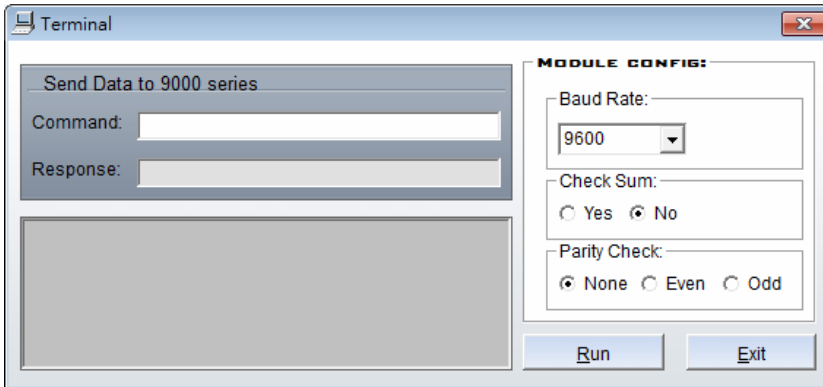 Terminal
Send Data to 9000 series
Command:
Response:
MODULE CONFIG:
Baud Rate:
9600
Check Sum:
Yes No
Parity Check:
None Even Odd
Run Exit